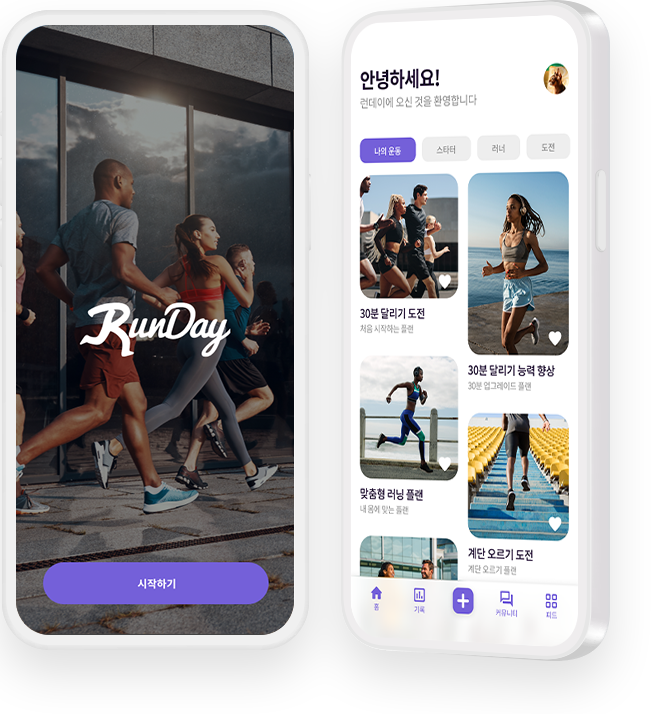 RunDay
시작하기
안녕하세요!
런데이에 오신 것을 환영합니다
나의 운동
스타터
러너
도전
30분 달리기 도전
처음 시작하는 플랜
30분 달리기 능력 향상
30분 업그레이드 플랜
맞춤형 러닝 플랜
내 몸에 맞는 플랜
계단 오르기 도전
계단 오르기 플랜
홈
기록
커뮤니티
피드